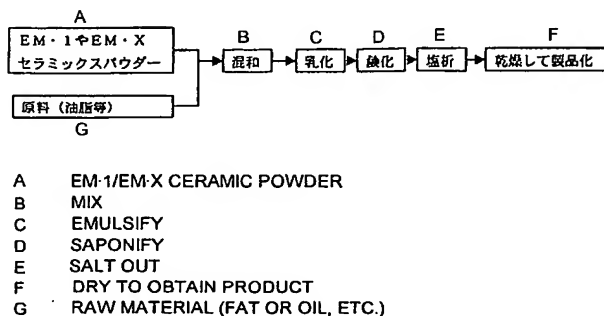 A
EM・1やEM・X
セラミックスパウダー
B
混和
C
乳化
D
鹸化
E
塩析
F
乾燥して製品化
原料(油脂等)
G
A EM·1/EM·X CERAMIC POWDER
B MIX
C EMULSIFY
D SAPONIFY
E SALT OUT
F DRY TO OBTAIN PRODUCT
G RAW MATERIAL (FAT OR OIL, ETC.)